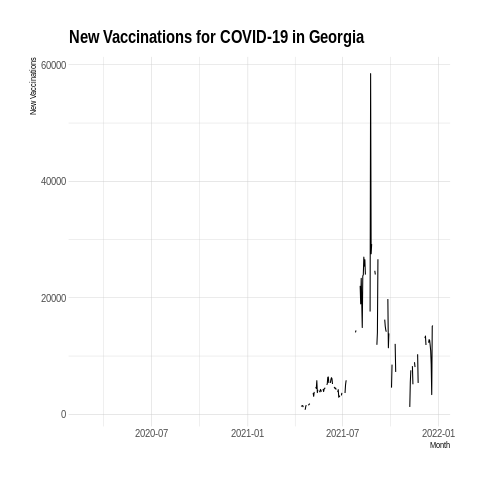 New Vaccinations for COVID-19 in Georgia
New Vaccinations
60000
40000
20000
0
2020-07
2021-01
2021-07
2022-01
Month